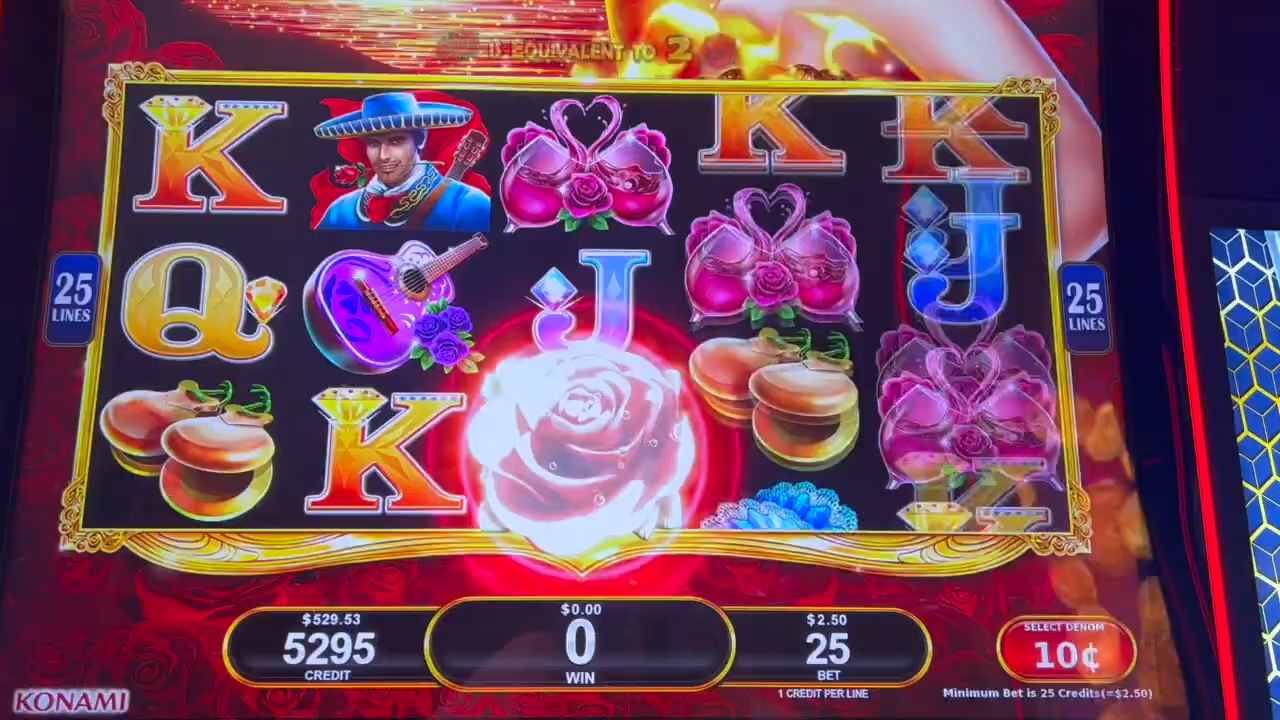 IS EQUIVALENT TO 2
K
K
K
Q
J
J
K
K
25
LINES
25
LINES
$529.53
5295
CREDIT
$0.00
0
WIN
$2.50
25
BET
1 CREDIT PER LINE
SELECT DENOM
10¢
Minimum Bet is 25 Credits(=$2.50)
KONAMI